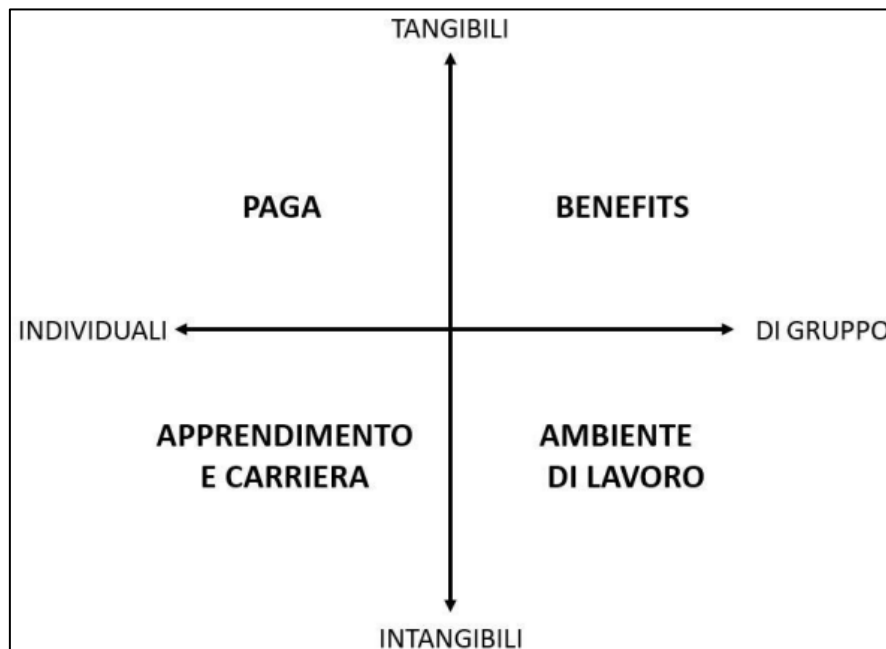 TANGIBILI
PAGA
BENEFITS
INDIVIDUALI
DI GRUPPO
APPRENDIMENTO
E CARRIERA
AMBIENTE
DI LAVORO
INTANGIBILI